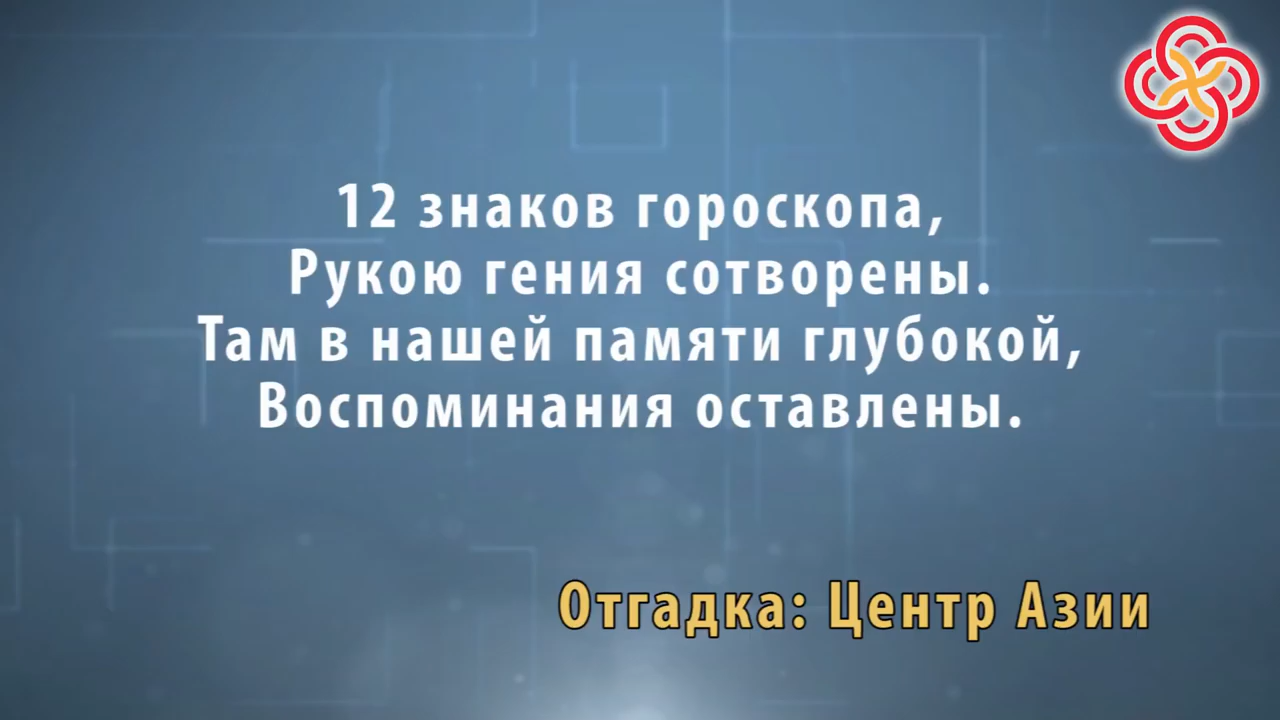 12 знаков гороскопа,
Рукою гения сотворены.
Там в нашей памяти глубокой,
Воспоминания оставлены.
Отгадка: Центр Азии